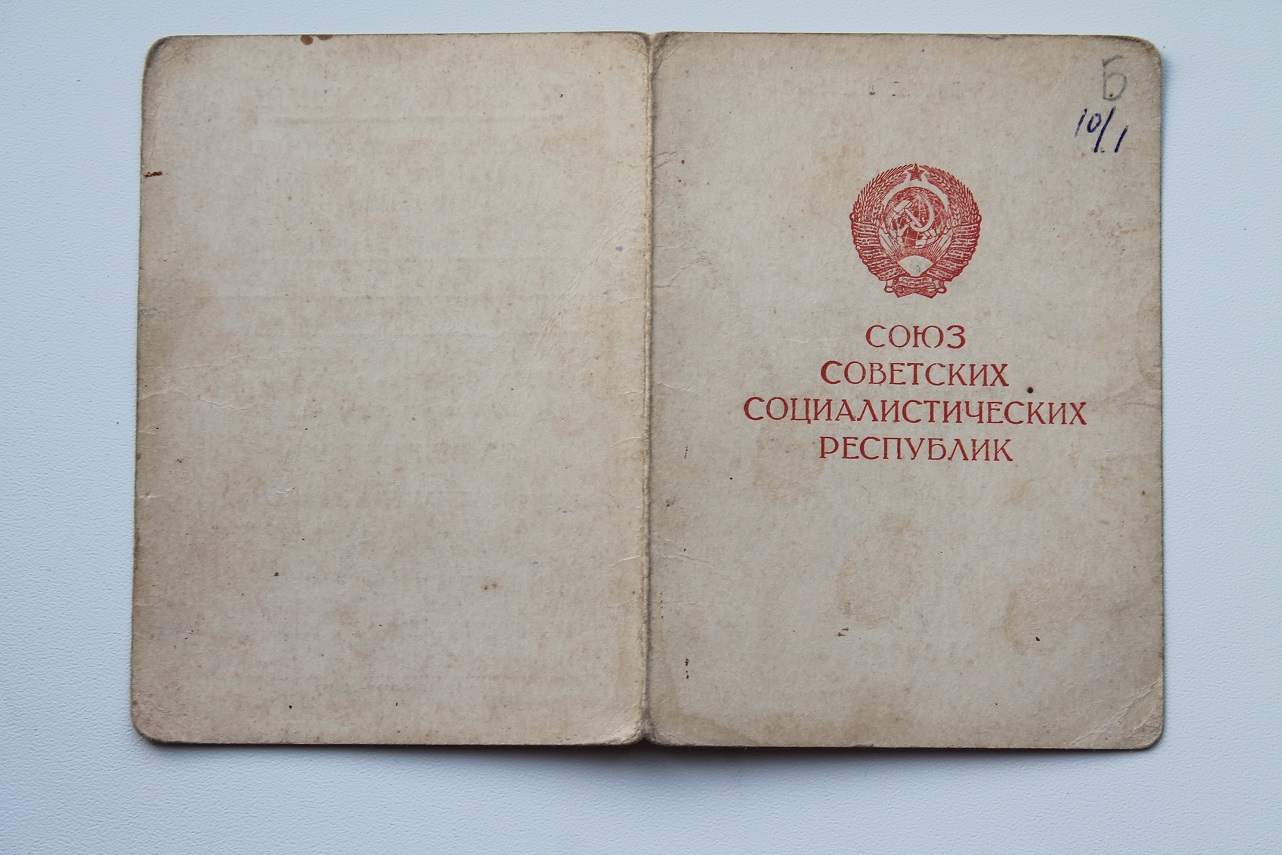 Б
10/1
СОЮЗ
СОВЕТСКИХ
СОЦИАЛИСТИЧЕСКИХ
РЕСПУБЛИК